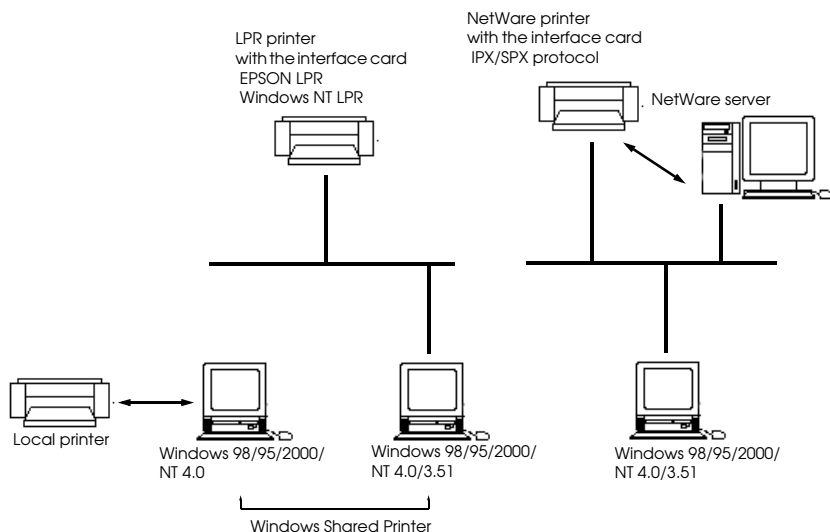 LPR printer
with the interface card
EPSON LPR
Windows NT LPR
NetWare printer
with the interface card
IPX/SPX protocol
NetWare server
Local printer
Windows 98/95/2000/
NT 4.0
Windows 98/95/2000/
NT 4.0/3.51
Windows 98/95/2000/
NT 4.0/3.51
Windows Shared Printer